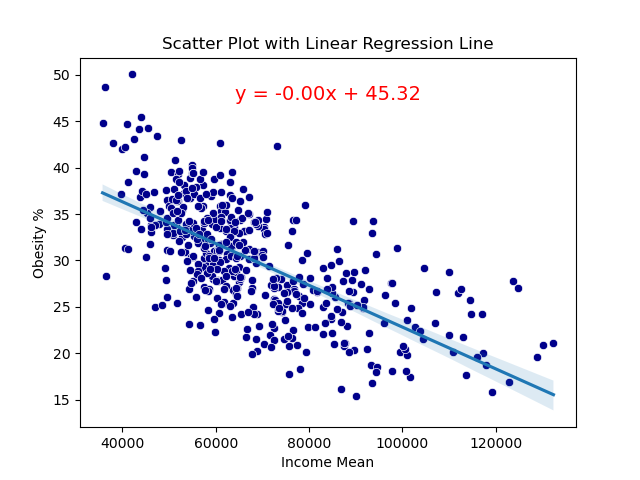 Scatter Plot with Linear Regression Line
y = -0.00x + 45.32
50
45
40
35
30
25
20
15
Obesity %
40000 60000 80000 100000 120000
Income Mean